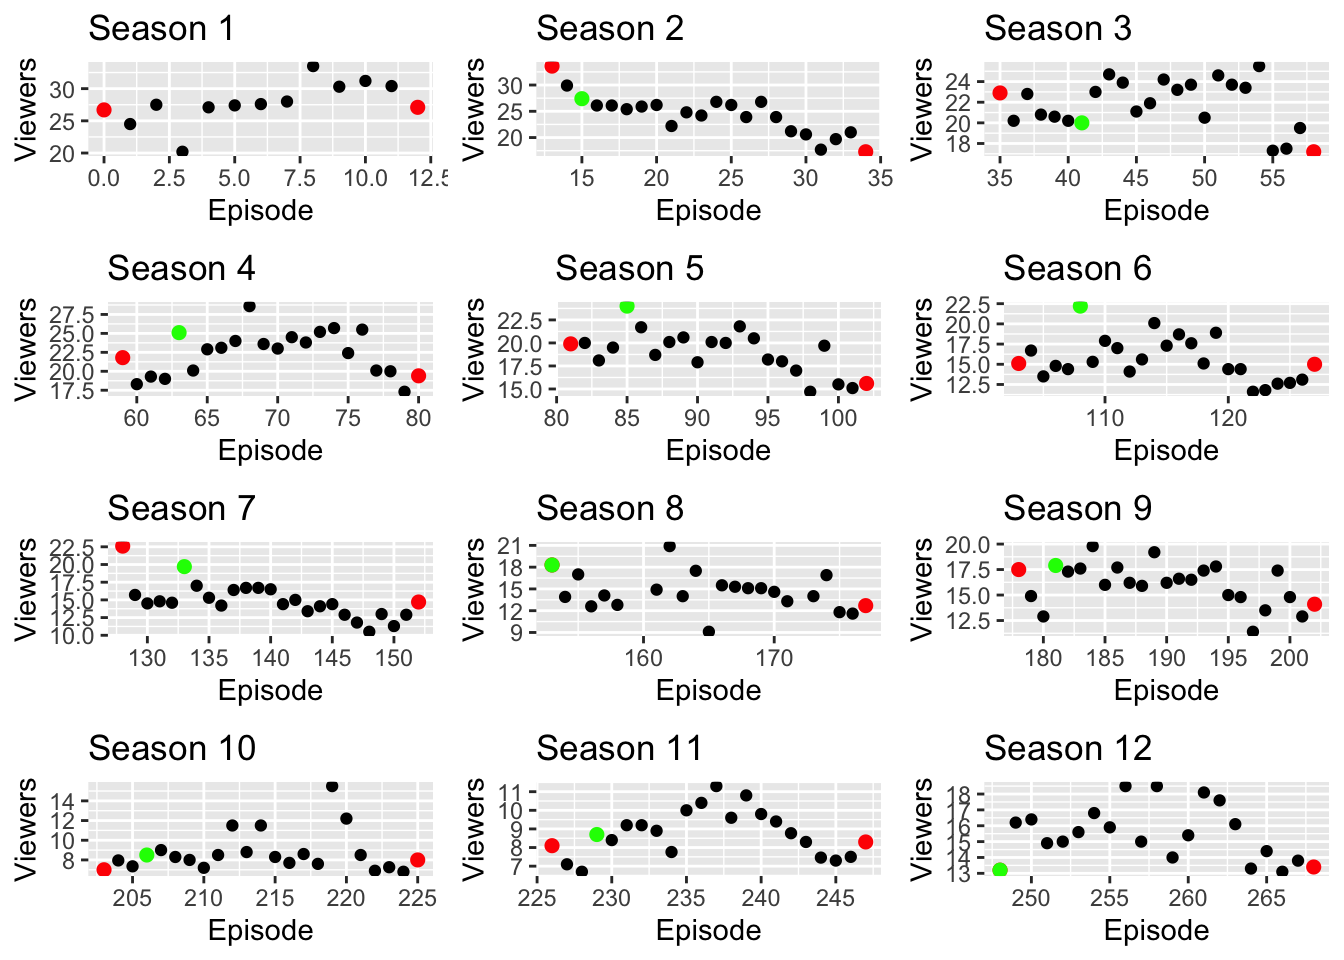 Season 1
Viewers
30
25
20
0.0 2.5 5.0 7.5 10.0 12.5
Episode
Season 2
Viewers
30
25
20
15 20 25 30 35
Episode
Season 3
Viewers
24
22
20
18
35 40 45 50 55
Episode
Season 4
Viewers
27.5
25.0
22.5
20.0
17.5
60 65 70 75 80
Episode
Season 5
Viewers
22.5
20.0
17.5
15.0
80 85 90 95 100
Episode
Season 6
Viewers
22.5
20.0
17.5
15.0
12.5
110 120
Episode
Season 7
Viewers
22.5
20.0
17.5
15.0
12.5
10.0
130 135 140 145 150
Episode
Season 8
Viewers
21
18
15
12
9
160 170
Episode
Season 9
Viewers
20.0
17.5
15.0
12.5
180 185 190 195 200
Episode
Season 10
Viewers
14
12
10
8
205 210 215 220 225
Episode
Season 11
Viewers
11
10
9
8
7
225 230 235 240 245
Episode
Season 12
Viewers
18
17
16
15
14
13
250 255 260 265
Episode